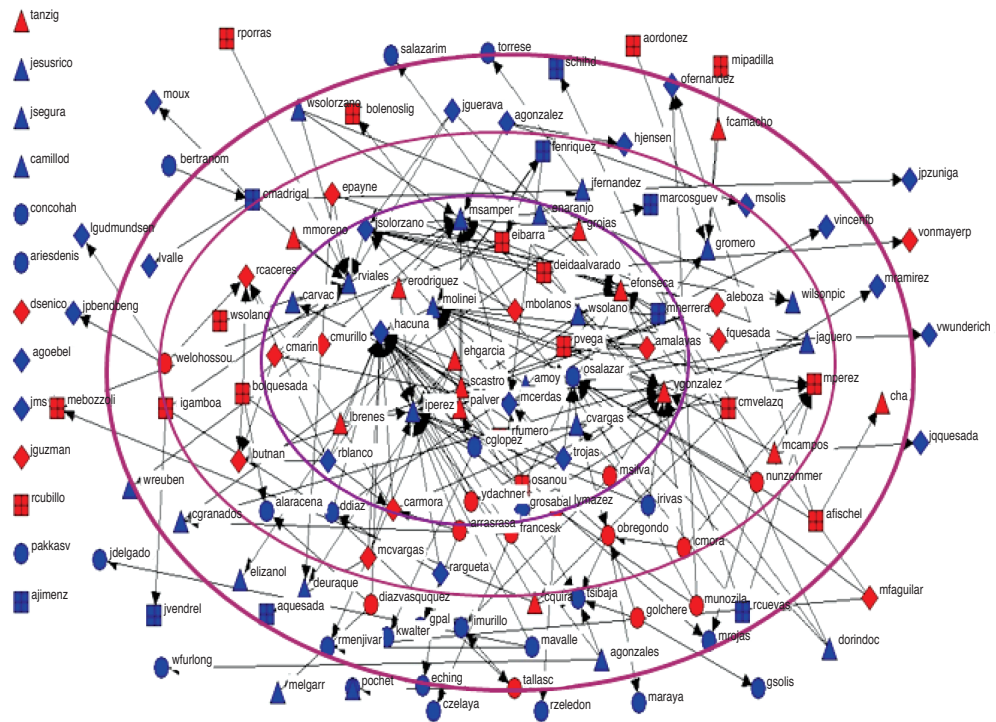 tanzig
jesusrico
jsegura
camillod
concohah
ariesdenis
dsenico
agoebel
jms
jguzman
rcubillo
pakkasv
ajimenz
rporras
salazarim
torrese
schihd
aordonez
mipadilla
ofernandez
moux
wsolorzano
bolenoslig
jguerava
agonzalez
hjensen
fcamacho
bertranom
fenriquez
cmadrigal
epayne
jfernandez
marcosguev
msolis
jpzuniga
lgudmundsen
mmoreno
jsolorzano
msamper
enaranjo
grojas
eibarra
gromero
vincenfb
vonmayerp
lvalle
rcaceres
rviales
erodriguez
deidaalvarado
efonseca
mramirez
jpbendbeng
carvac
molinei
mbolanos
wsolano
mherrera
aleboza
wilsonpic
wsolano
hacuna
cmurillo
cmarin
pvega
amalavas
fquesada
jaguero
vwunderich
welohossou
ehgarcia
scastro
amoy
osalazar
mebozzoli
igamboa
bolquesada
iperez
palver
mcerdas
vgonzalez
cmvelazq
mperez
cha
lbrenes
rfumero
cvargas
cglopez
butnan
rblanco
trojas
msilva
mcampos
jqquesada
nunzommer
wreuben
alaracena
ddiaz
carmora
ydachner
osanou
grosabal
lymazez
irivas
cgranados
arrasrasa
francesk
obregondo
cmora
afischel
jdelgado
mcvargas
elizanol
deuraque
rargueta
mfaguilar
jvendrel
aquesada
diazvasququez
gpal
cquira
tsibaja
golchere
munozila
rcuevas
rmenjivar
kwalter
jmurillo
mavalle
mrojas
dorindoc
wfurlong
agonzales
melgarr
pochet
eching
tallasc
gsolis
czelaya
rzeledon
maraya